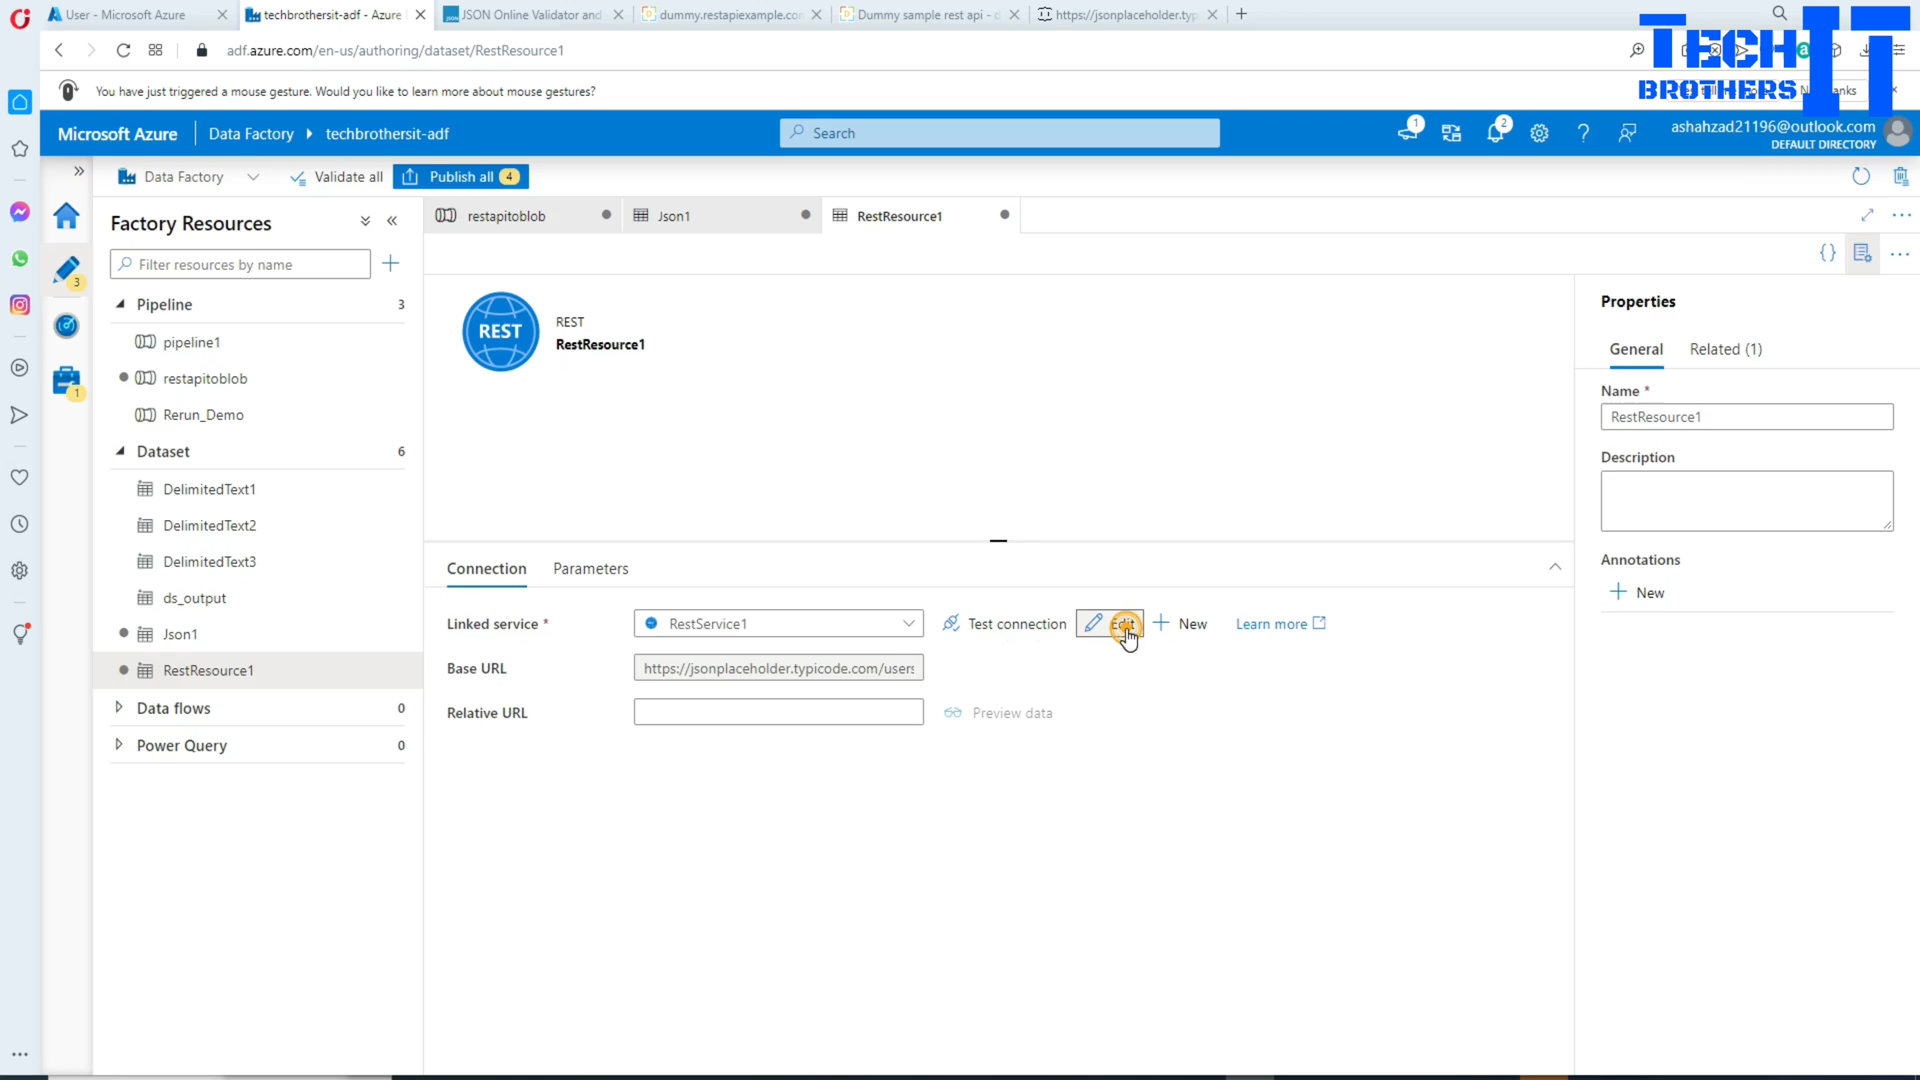 User - Microsoft Azure
techbrothersit-adf - Azure
JSON Online Validator and
dummy.restapiexample.co
Dummy sample rest api - d
https://jsonplaceholder.typ
adf.azure.com/en-us/authoring/dataset/RestResource1
TECH IT
BROTHERS
You have just triggered a mouse gesture. Would you like to learn more about mouse gestures?
Microsoft Azure
Data Factory
techbrothersit-adf
Search
1
2
ashahzad21196@outlook.com
DEFAULT DIRECTORY
Data Factory
Validate all
Publish all
4
Factory Resources
restapitoblob
Json1
RestResource1
Filter resources by name
3
Pipeline
3
REST
REST
RestResource1
Properties
General
Related (1)
pipeline1
restapitoblob
1
Name *
RestResource1
Rerun_Demo
Dataset
6
Description
DelimitedText1
DelimitedText2
DelimitedText3
Annotations
New
ds_output
Json1
RestResource1
Data flows
0
Power Query
0
Connection
Parameters
Linked service *
RestService1
Test connection
Edit
New
Learn more
Base URL
https://jsonplaceholder.typicode.com/users
Relative URL
Preview data